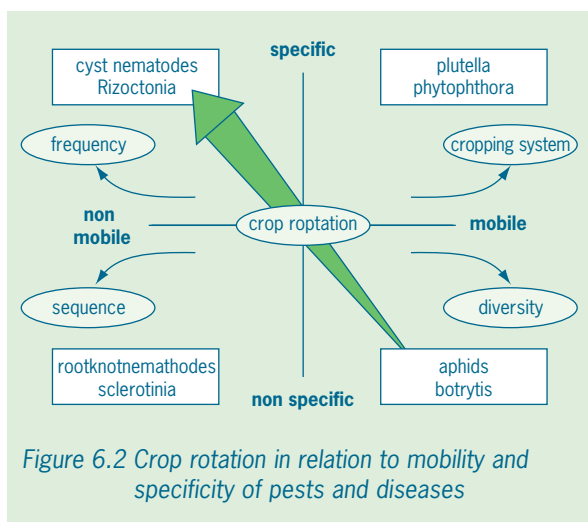 specific
cyst nematodes
Rizoctonia
plutella
phytophthora
frequency
cropping system
non
mobile
crop roptation
mobile
sequence
diversity
rootknotnemathodes
sclerotinia
aphids
botrytis
non specific
Figure 6.2 Crop rotation in relation to mobility and
specificity of pests and diseases